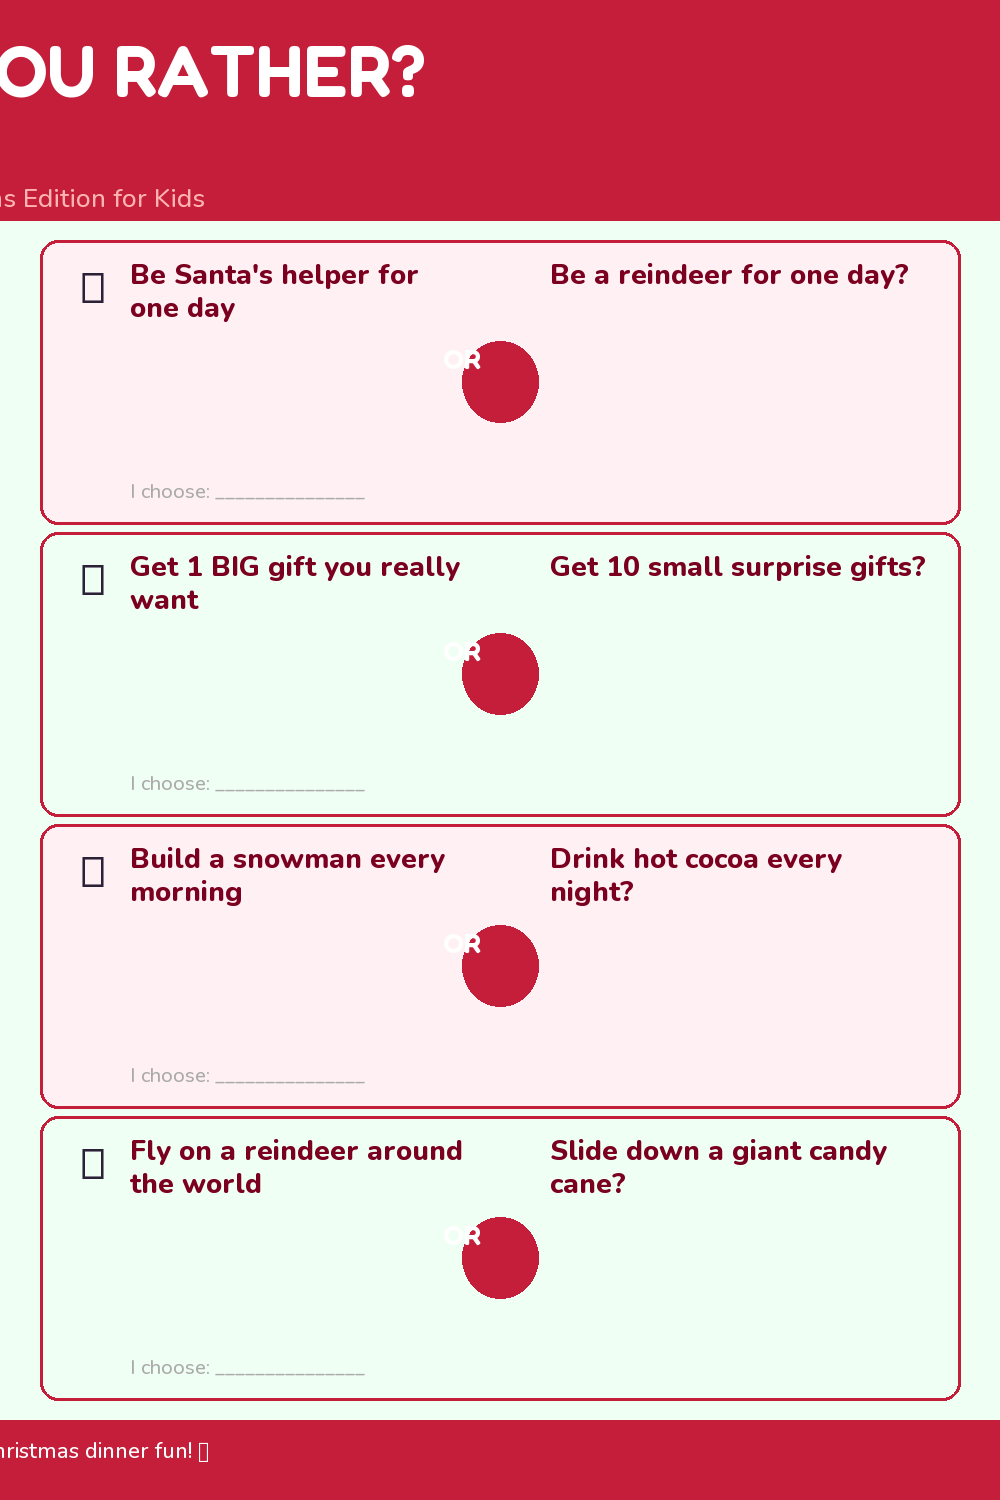 OU RATHER?
as Edition for Kids
Be Santa's helper for
one day
Be a reindeer for one day?
OR
I choose: _______________
Get 1 BIG gift you really
want
Get 10 small surprise gifts?
OR
I choose: _______________
Build a snowman every
morning
Drink hot cocoa every
night?
OR
I choose: _______________
Fly on a reindeer around
the world
Slide down a giant candy
cane?
OR
I choose: _______________
hristmas dinner fun!